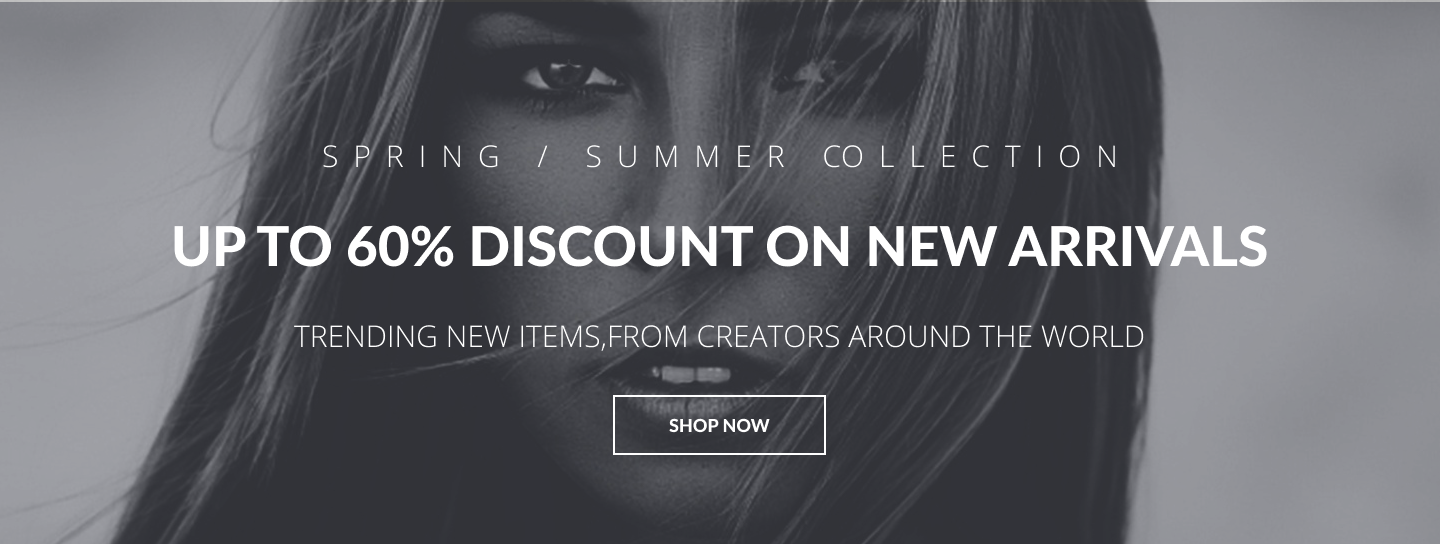 SPRING / SUMMER COLLECTION
UP TO 60% DISCOUNT ON NEW ARRIVALS
TRENDING NEW ITEMS,FROM CREATORS AROUND THE WORLD
SHOP NOW